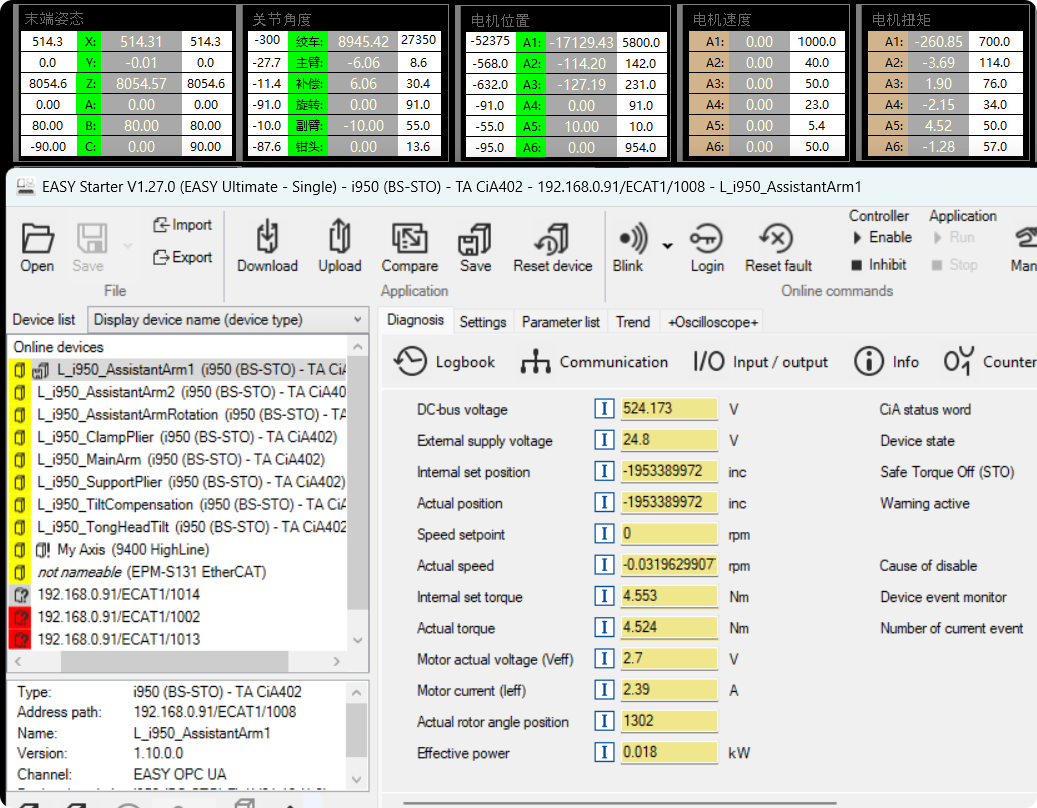 末端姿态
514.3 X: 514.31 514.3
0.0 Y: -0.01 0.0
8054.6 Z: 8054.57 8054.6
0.00 A: 0.00 0.00
80.00 B: 80.00 80.00
-90.00 C: 0.00 90.00
关节角度
-300 绞车: 8945.42 27350
-27.7 主臂: -6.06 8.6
-11.4 补偿: 6.06 30.4
-91.0 旋转: 0.00 91.0
-10.0 副臂: -10.00 55.0
-87.6 钳头: 0.00 13.6
电机位置
-52375 A1: -17129.43 5800.0
-568.0 A2: -114.20 142.0
-632.0 A3: -127.19 231.0
-91.0 A4: 0.00 91.0
-55.0 A5: 10.00 10.0
-95.0 A6: 0.00 954.0
电机速度
A1: 0.00 1000.0
A2: 0.00 40.0
A3: 0.00 50.0
A4: 0.00 23.0
A5: 0.00 5.4
A6: 0.00 50.0
电机扭矩
A1: -260.85 700.0
A2: -3.69 114.0
A3: 1.90 76.0
A4: -2.15 34.0
A5: 4.52 50.0
A6: -1.28 57.0
EASY Starter V1.27.0 (EASY Ultimate - Single) - i950 (BS-STO) - TA CiA402 - 192.168.0.91/ECAT1/1008 - L_i950_AssistantArm1
Open Save Import
Export
File
Download Upload Compare Save Reset device
Application
Blink Login Reset fault
Controller
Enable
Inhibit
Application
Run
Stop
Man
Online commands
Device list Display device name (device type)
Online devices
L_i950_AssistantArm1 (i950 (BS-STO) - TA CiA4
L_i950_AssistantArm2 (i950 (BS-STO) - TA CiA402
L_i950_AssistantArmRotation (i950 (BS-STO) - TA
L_i950_ClampPlier (i950 (BS-STO) - TA CiA402)
L_i950_MainArm (i950 (BS-STO) - TA CiA402)
L_i950_SupportPlier (i950 (BS-STO) - TA CiA402)
L_i950_TiltCompensation (i950 (BS-STO) - TA CiA
L_i950_TongHeadTilt (i950 (BS-STO) - TA CiA402
My Axis (9400 HighLine)
not nameable (EPM-S131 EtherCAT)
192.168.0.91/ECAT1/1014
192.168.0.91/ECAT1/1002
192.168.0.91/ECAT1/1013
Type: i950 (BS-STO) - TA CiA402
Address path: 192.168.0.91/ECAT1/1008
Name: L_i950_AssistantArm1
Version: 1.10.0.0
Channel: EASY OPC UA
Diagnosis Settings Parameter list Trend +Oscilloscope+
Logbook Communication I/O Input / output Info Counter
DC-bus voltage 524.173 V
External supply voltage 24.8 V
Internal set position -1953389972 inc
Actual position -1953389972 inc
Speed setpoint 0 rpm
Actual speed -0.031962990 rpm
Internal set torque 4.553 Nm
Actual torque 4.524 Nm
Motor actual voltage (Veff) 2.7 V
Motor current (Ieff) 2.39 A
Actual rotor angle position 1302
Effective power 0.018 kW
CiA status word
Device state
Safe Torque Off (STO)
Warning active
Cause of disable
Device event monitor
Number of current event